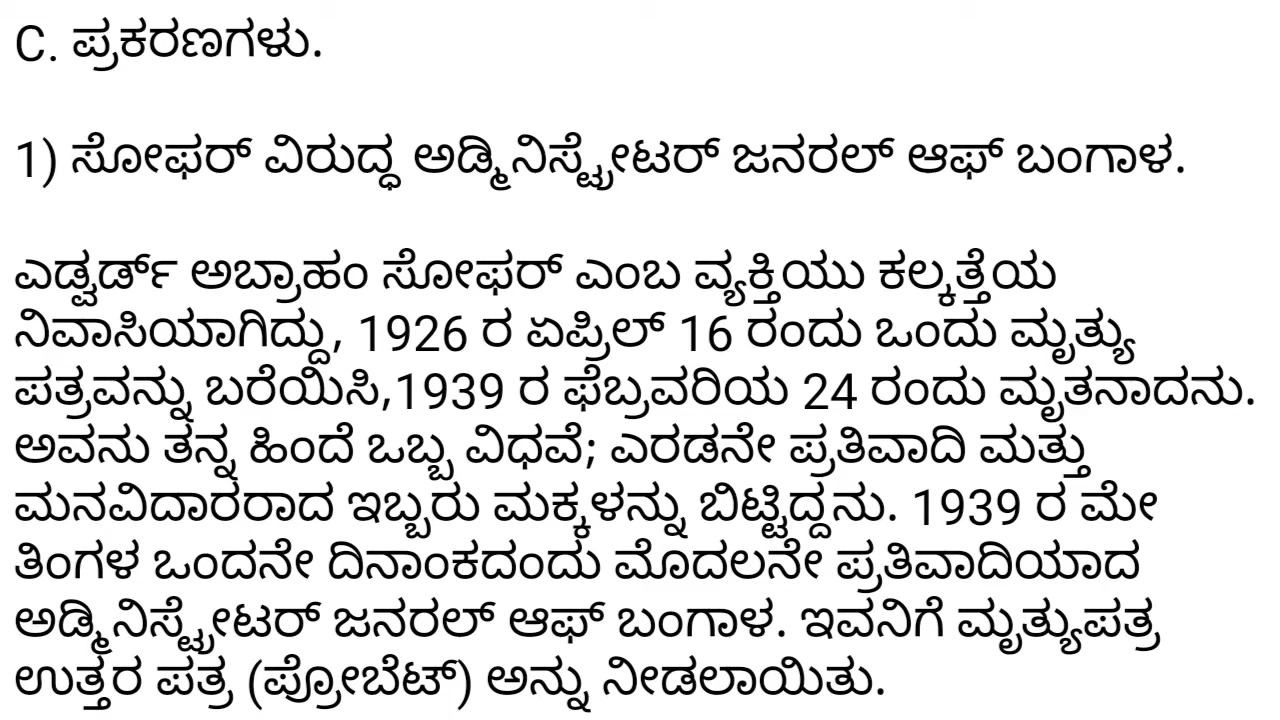 C. ಪ್ರಕರಣಗಳು.
1) ಸೋಫರ್ ವಿರುದ್ಧ ಅಡ್ಮಿನಿಸ್ಟ್ರೇಟರ್ ಜನರಲ್ ಆಫ್ ಬಂಗಾಳ.
ಎಡ್ವರ್ಡ್ ಅಬ್ರಾಹಂ ಸೋಫರ್ ಎಂಬ ವ್ಯಕ್ತಿಯು ಕಲ್ಕತ್ತೆಯ
ನಿವಾಸಿಯಾಗಿದ್ದು, 1926 ರ ಏಪ್ರಿಲ್ 16 ರಂದು ಒಂದು ಮೃತ್ಯು
ಪತ್ರವನ್ನು ಬರೆಯಿಸಿ,1939 ರ ಫೆಬ್ರವರಿಯ 24 ರಂದು ಮೃತನಾದನು.
ಅವನು ತನ್ನ ಹಿಂದೆ ಒಬ್ಬ ವಿಧವೆ; ಎರಡನೇ ಪ್ರತಿವಾದಿ ಮತ್ತು
ಮನವಿದಾರರಾದ ಇಬ್ಬರು ಮಕ್ಕಳನ್ನು ಬಿಟ್ಟಿದ್ದನು. 1939 ರ ಮೇ
ತಿಂಗಳ ಒಂದನೇ ದಿನಾಂಕದಂದು ಮೊದಲನೇ ಪ್ರತಿವಾದಿಯಾದ
ಅಡ್ಮಿನಿಸ್ಟ್ರೇಟರ್ ಜನರಲ್ ಆಫ್ ಬಂಗಾಳ. ಇವನಿಗೆ ಮೃತ್ಯುಪತ್ರ
ಉತ್ತರ ಪತ್ರ (ಪ್ರೋಬೆಟ್) ಅನ್ನು ನೀಡಲಾಯಿತು.